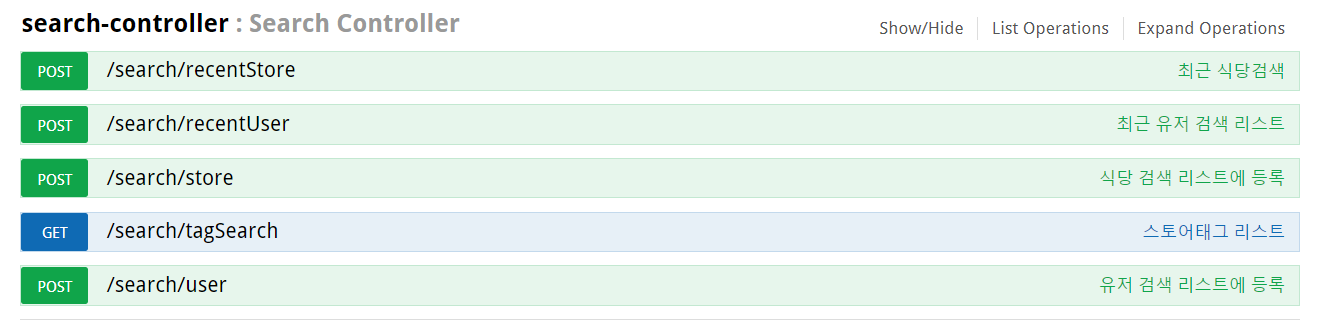 search-controller : Search Controller
Show/Hide List Operations Expand Operations
POST /search/recentStore 최근 식당검색
POST /search/recentUser 최근 유저 검색 리스트
POST /search/store 식당 검색 리스트에 등록
GET /search/tagSearch 스토어태그 리스트
POST /search/user 유저 검색 리스트에 등록